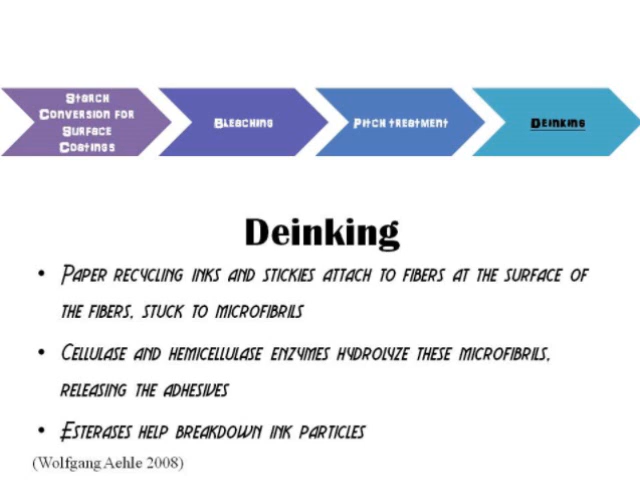 Starch
Conversion for
Surface
Coatings
Bleaching
Pitch treatment
Deinking
Deinking
• Paper recycling inks and stickies attach to fibers at the surface of
the fibers, stuck to microfibrils
• Cellulase and hemicellulase enzymes hydrolyze these microfibrils,
releasing the adhesives
• Esterases help breakdown ink particles
(Wolfgang Aehle 2008)